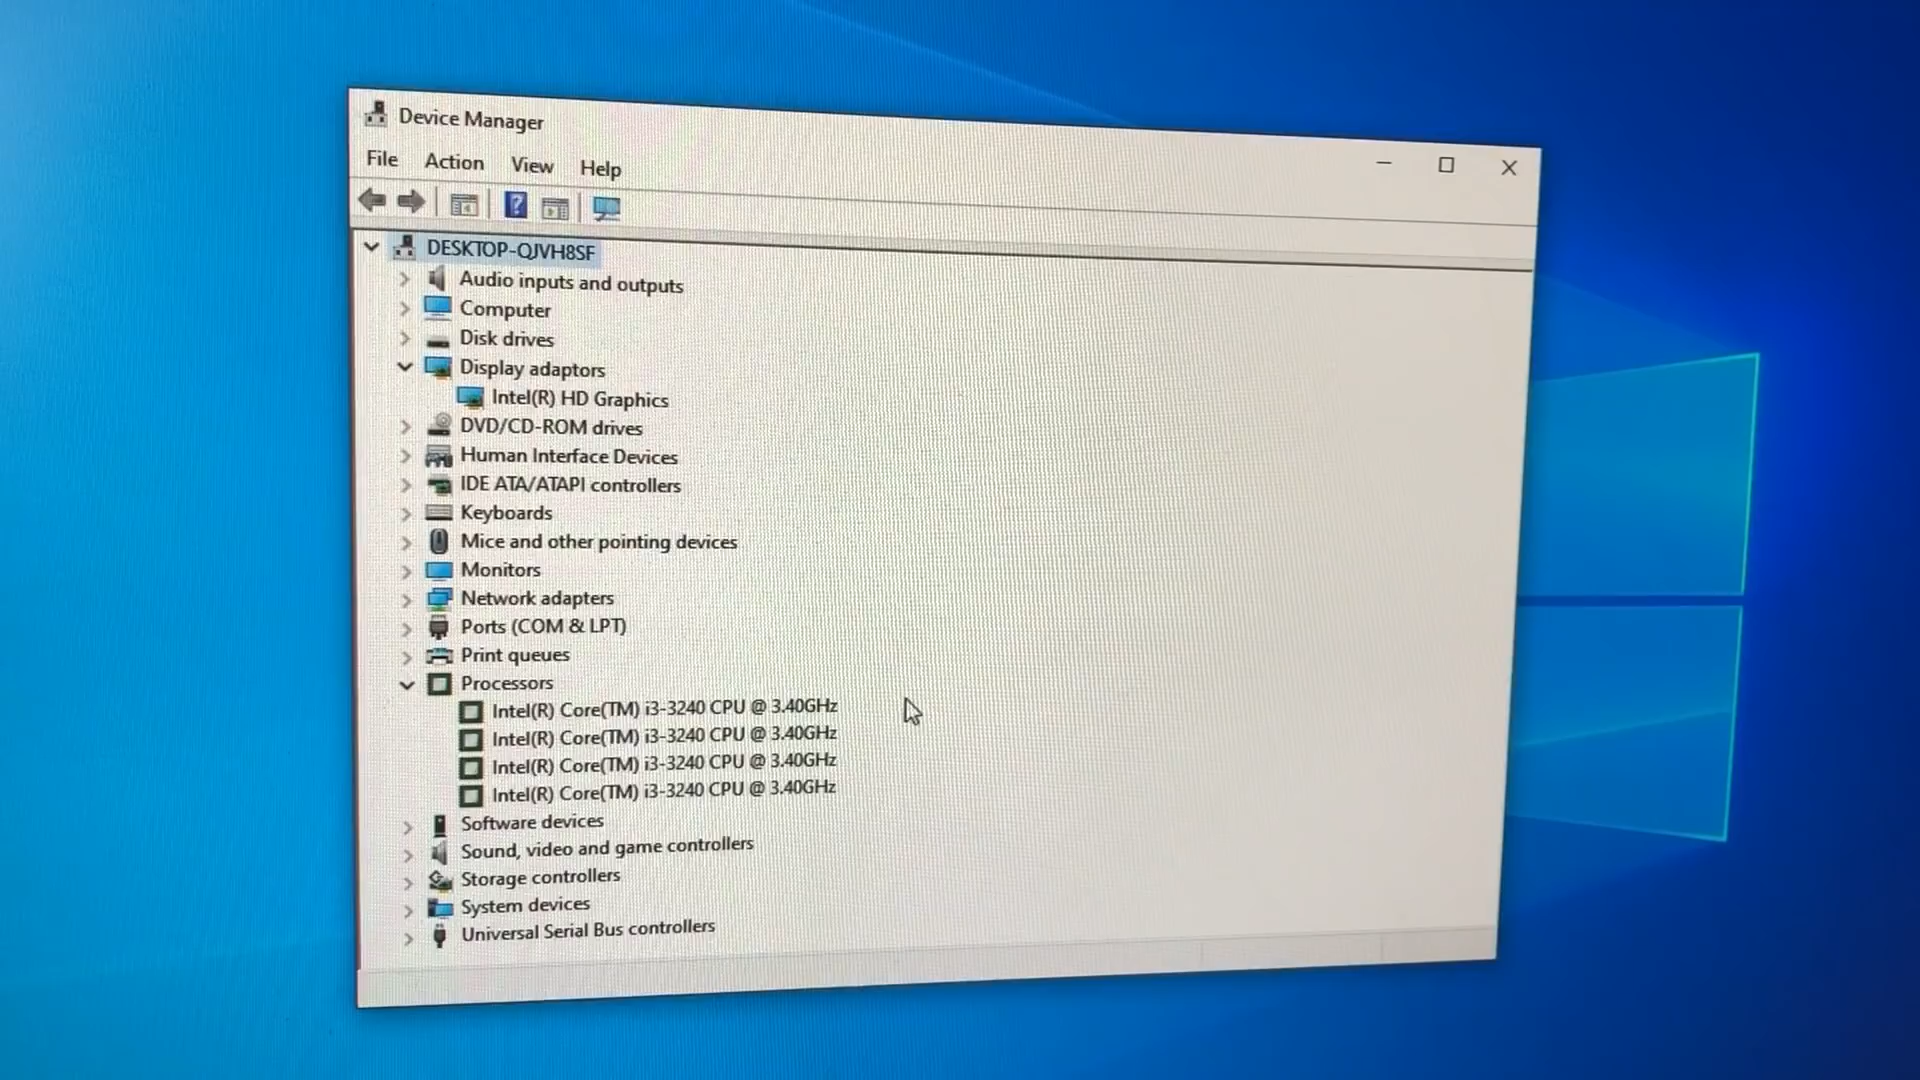 Device Manager
File Action View Help
DESKTOP-QJVH8SF
Audio inputs and outputs
Computer
Disk drives
Display adaptors
Intel(R) HD Graphics
DVD/CD-ROM drives
Human Interface Devices
IDE ATA/ATAPI controllers
Keyboards
Mice and other pointing devices
Monitors
Network adapters
Ports (COM & LPT)
Print queues
Processors
Intel(R) Core(TM) i3-3240 CPU @ 3.40GHz
Intel(R) Core(TM) i3-3240 CPU @ 3.40GHz
Intel(R) Core(TM) i3-3240 CPU @ 3.40GHz
Intel(R) Core(TM) i3-3240 CPU @ 3.40GHz
Software devices
Sound, video and game controllers
Storage controllers
System devices
Universal Serial Bus controllers